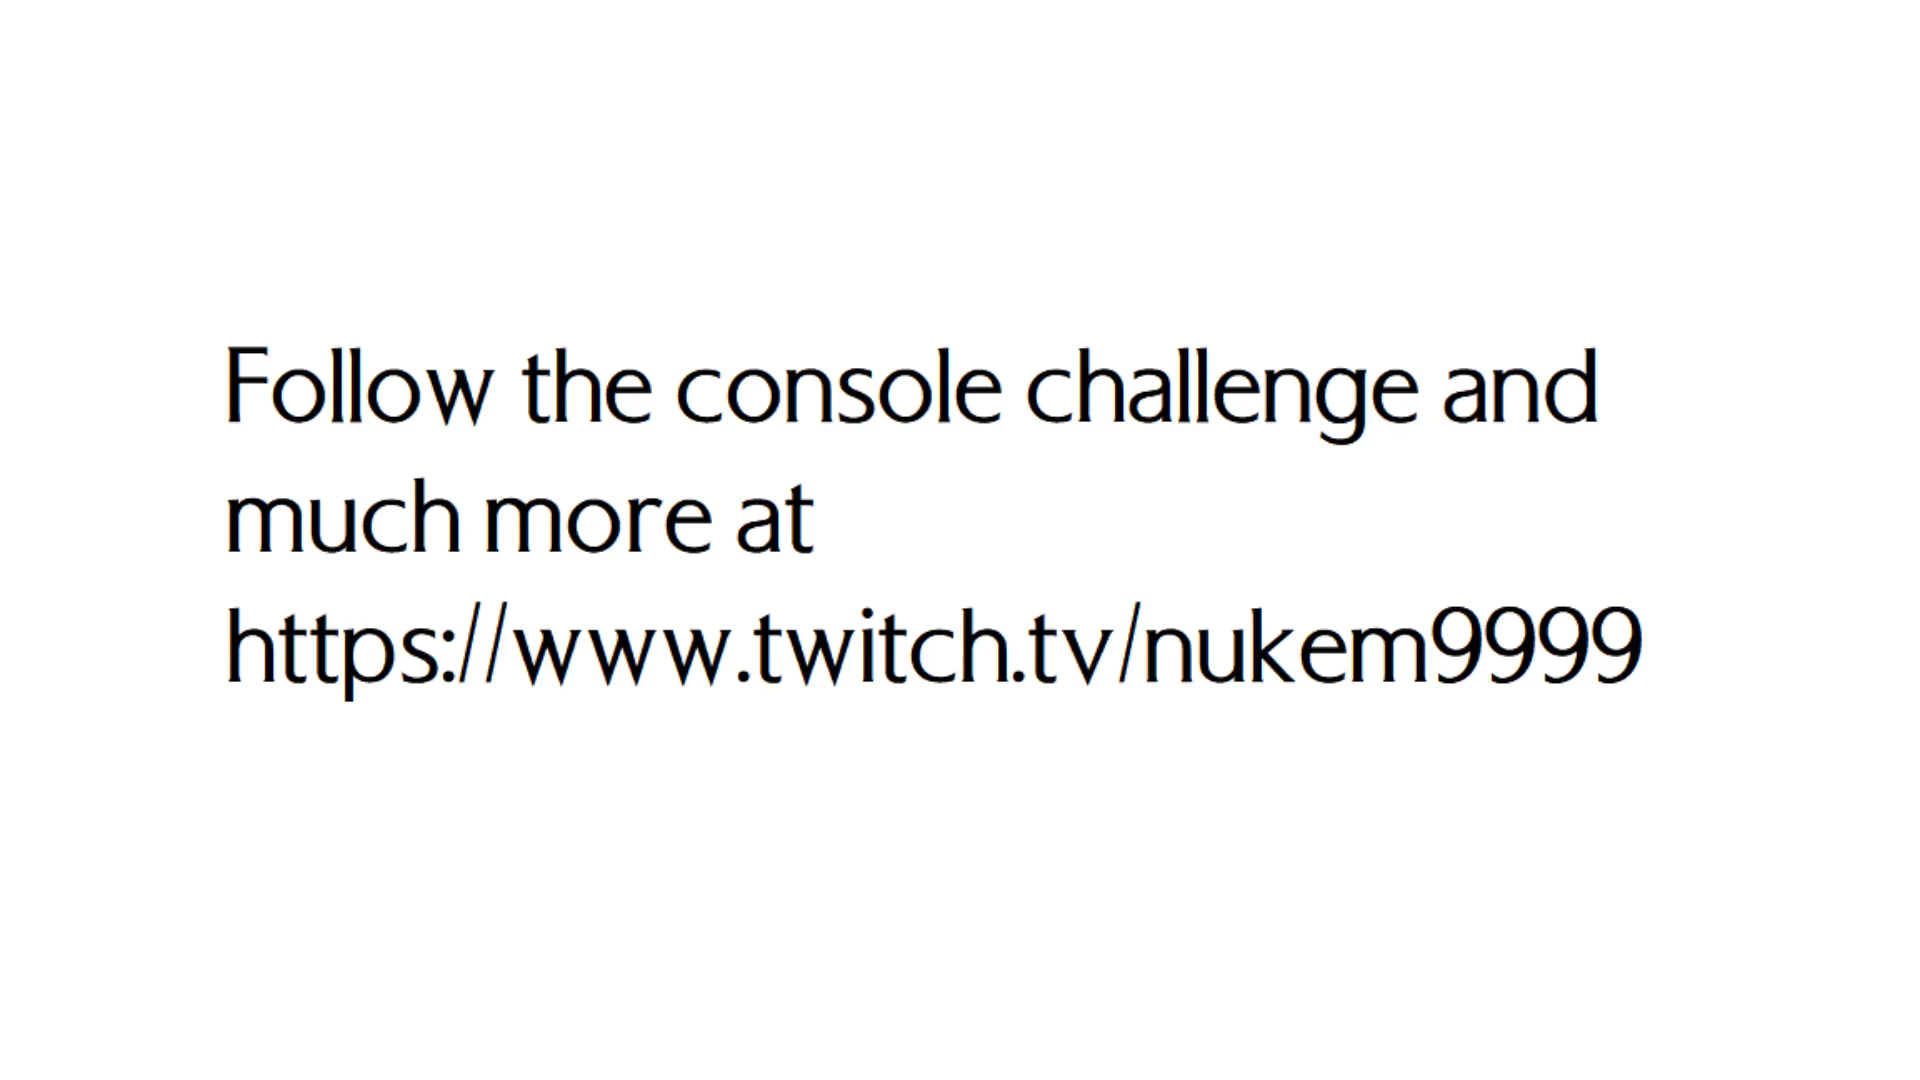 Follow the console challenge and
much more at
https://www.twitch.tv/nukem9999